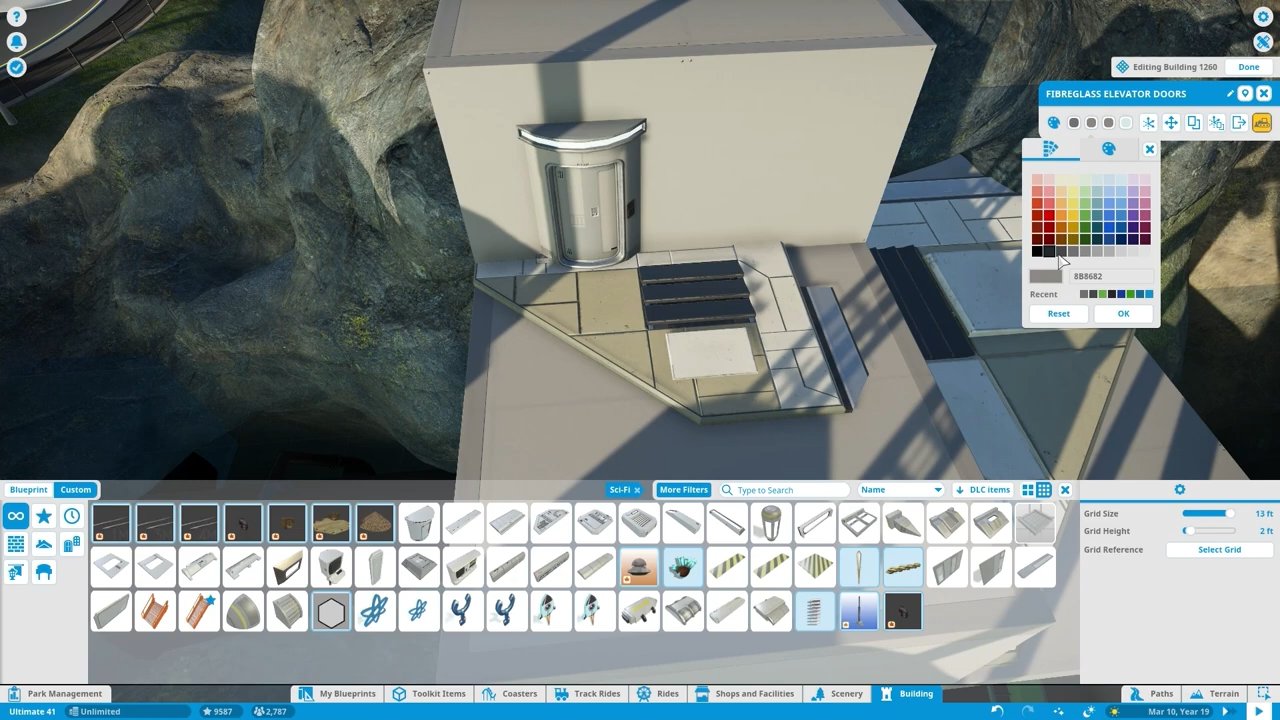 Editing Building 1260 Done
FIBREGLASS ELEVATOR DOORS
8B8682
Recent
Reset OK
Blueprint Custom Sci-Fi More Filters Type to Search Name DLC items
Grid Size 13 ft
Grid Height 2 ft
Grid Reference Select Grid
Park Management My Blueprints Toolkit Items Coasters Track Rides Rides Shops and Facilities Scenery Building Paths Terrain
Ultimate 41 Unlimited 9587 2,787 Mar 10, Year 19